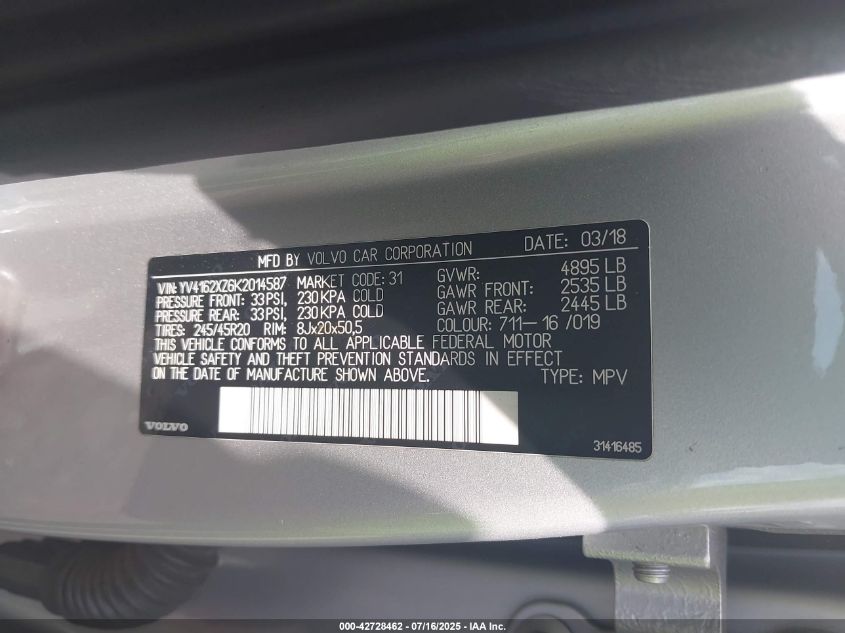 MFD BY VOLVO CAR CORPORATION DATE: 03/18
VIN: YV4162XZ6K2014587 MARKET CODE: 31 GVWR: 4895 LB
PRESSURE FRONT: 33PSI, 230KPA COLD GAWR FRONT: 2535 LB
PRESSURE REAR: 33PSI, 230KPA COLD GAWR REAR: 2445 LB
TIRES: 245/45R20 RIM: 8Jx20x50,5 COLOUR: 711-16 /019
THIS VEHICLE CONFORMS TO ALL APPLICABLE FEDERAL MOTOR
VEHICLE SAFETY AND THEFT PREVENTION STANDARDS IN EFFECT
ON THE DATE OF MANUFACTURE SHOWN ABOVE. TYPE: MPV
VOLVO 31416485
000-42728462 - 07/16/2025 - IAA Inc.